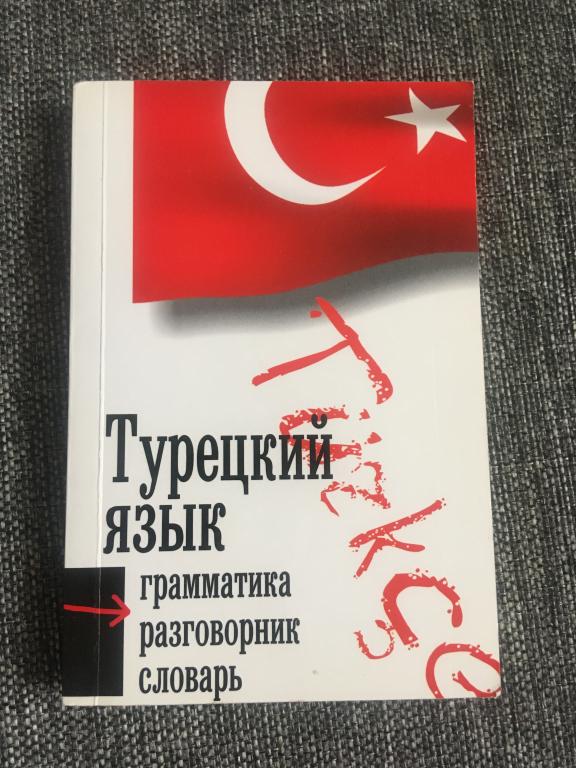 Türkçe
Турецкий
язык
грамматика
разговорник
словарь